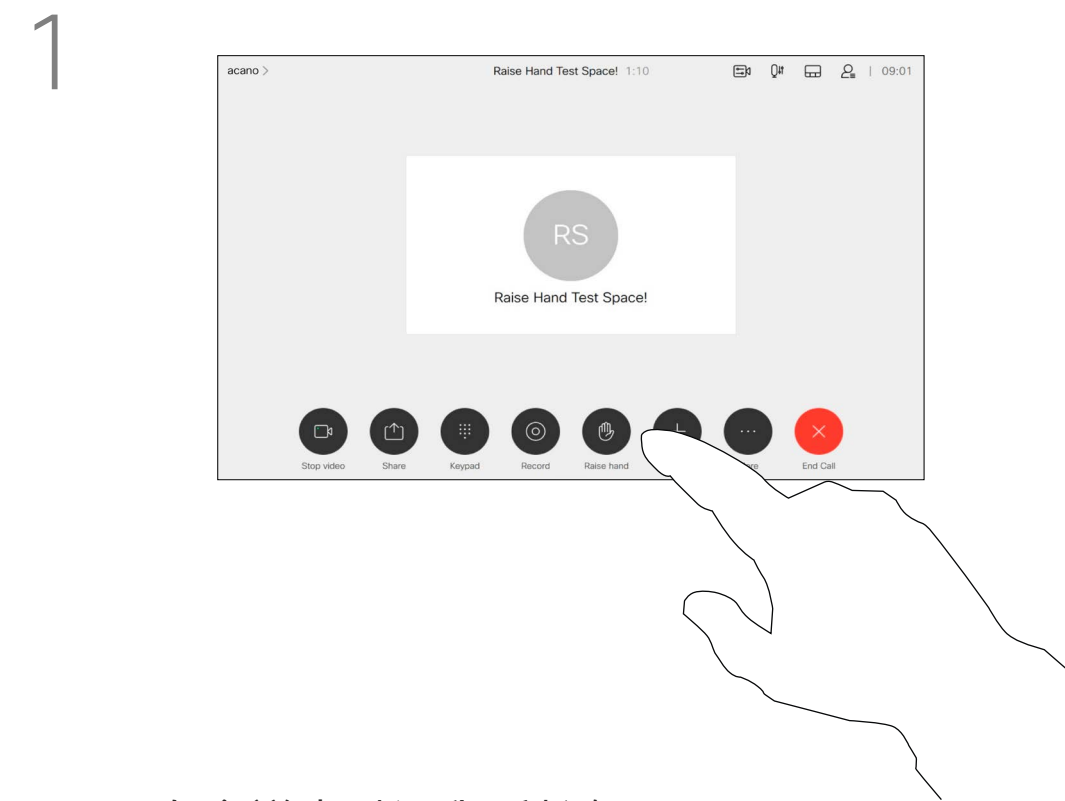 1
acano >
Raise Hand Test Space! 1:10
| 09:01
RS
Raise Hand Test Space!
Stop video
Share
Keypad
Record
Raise hand
End Call